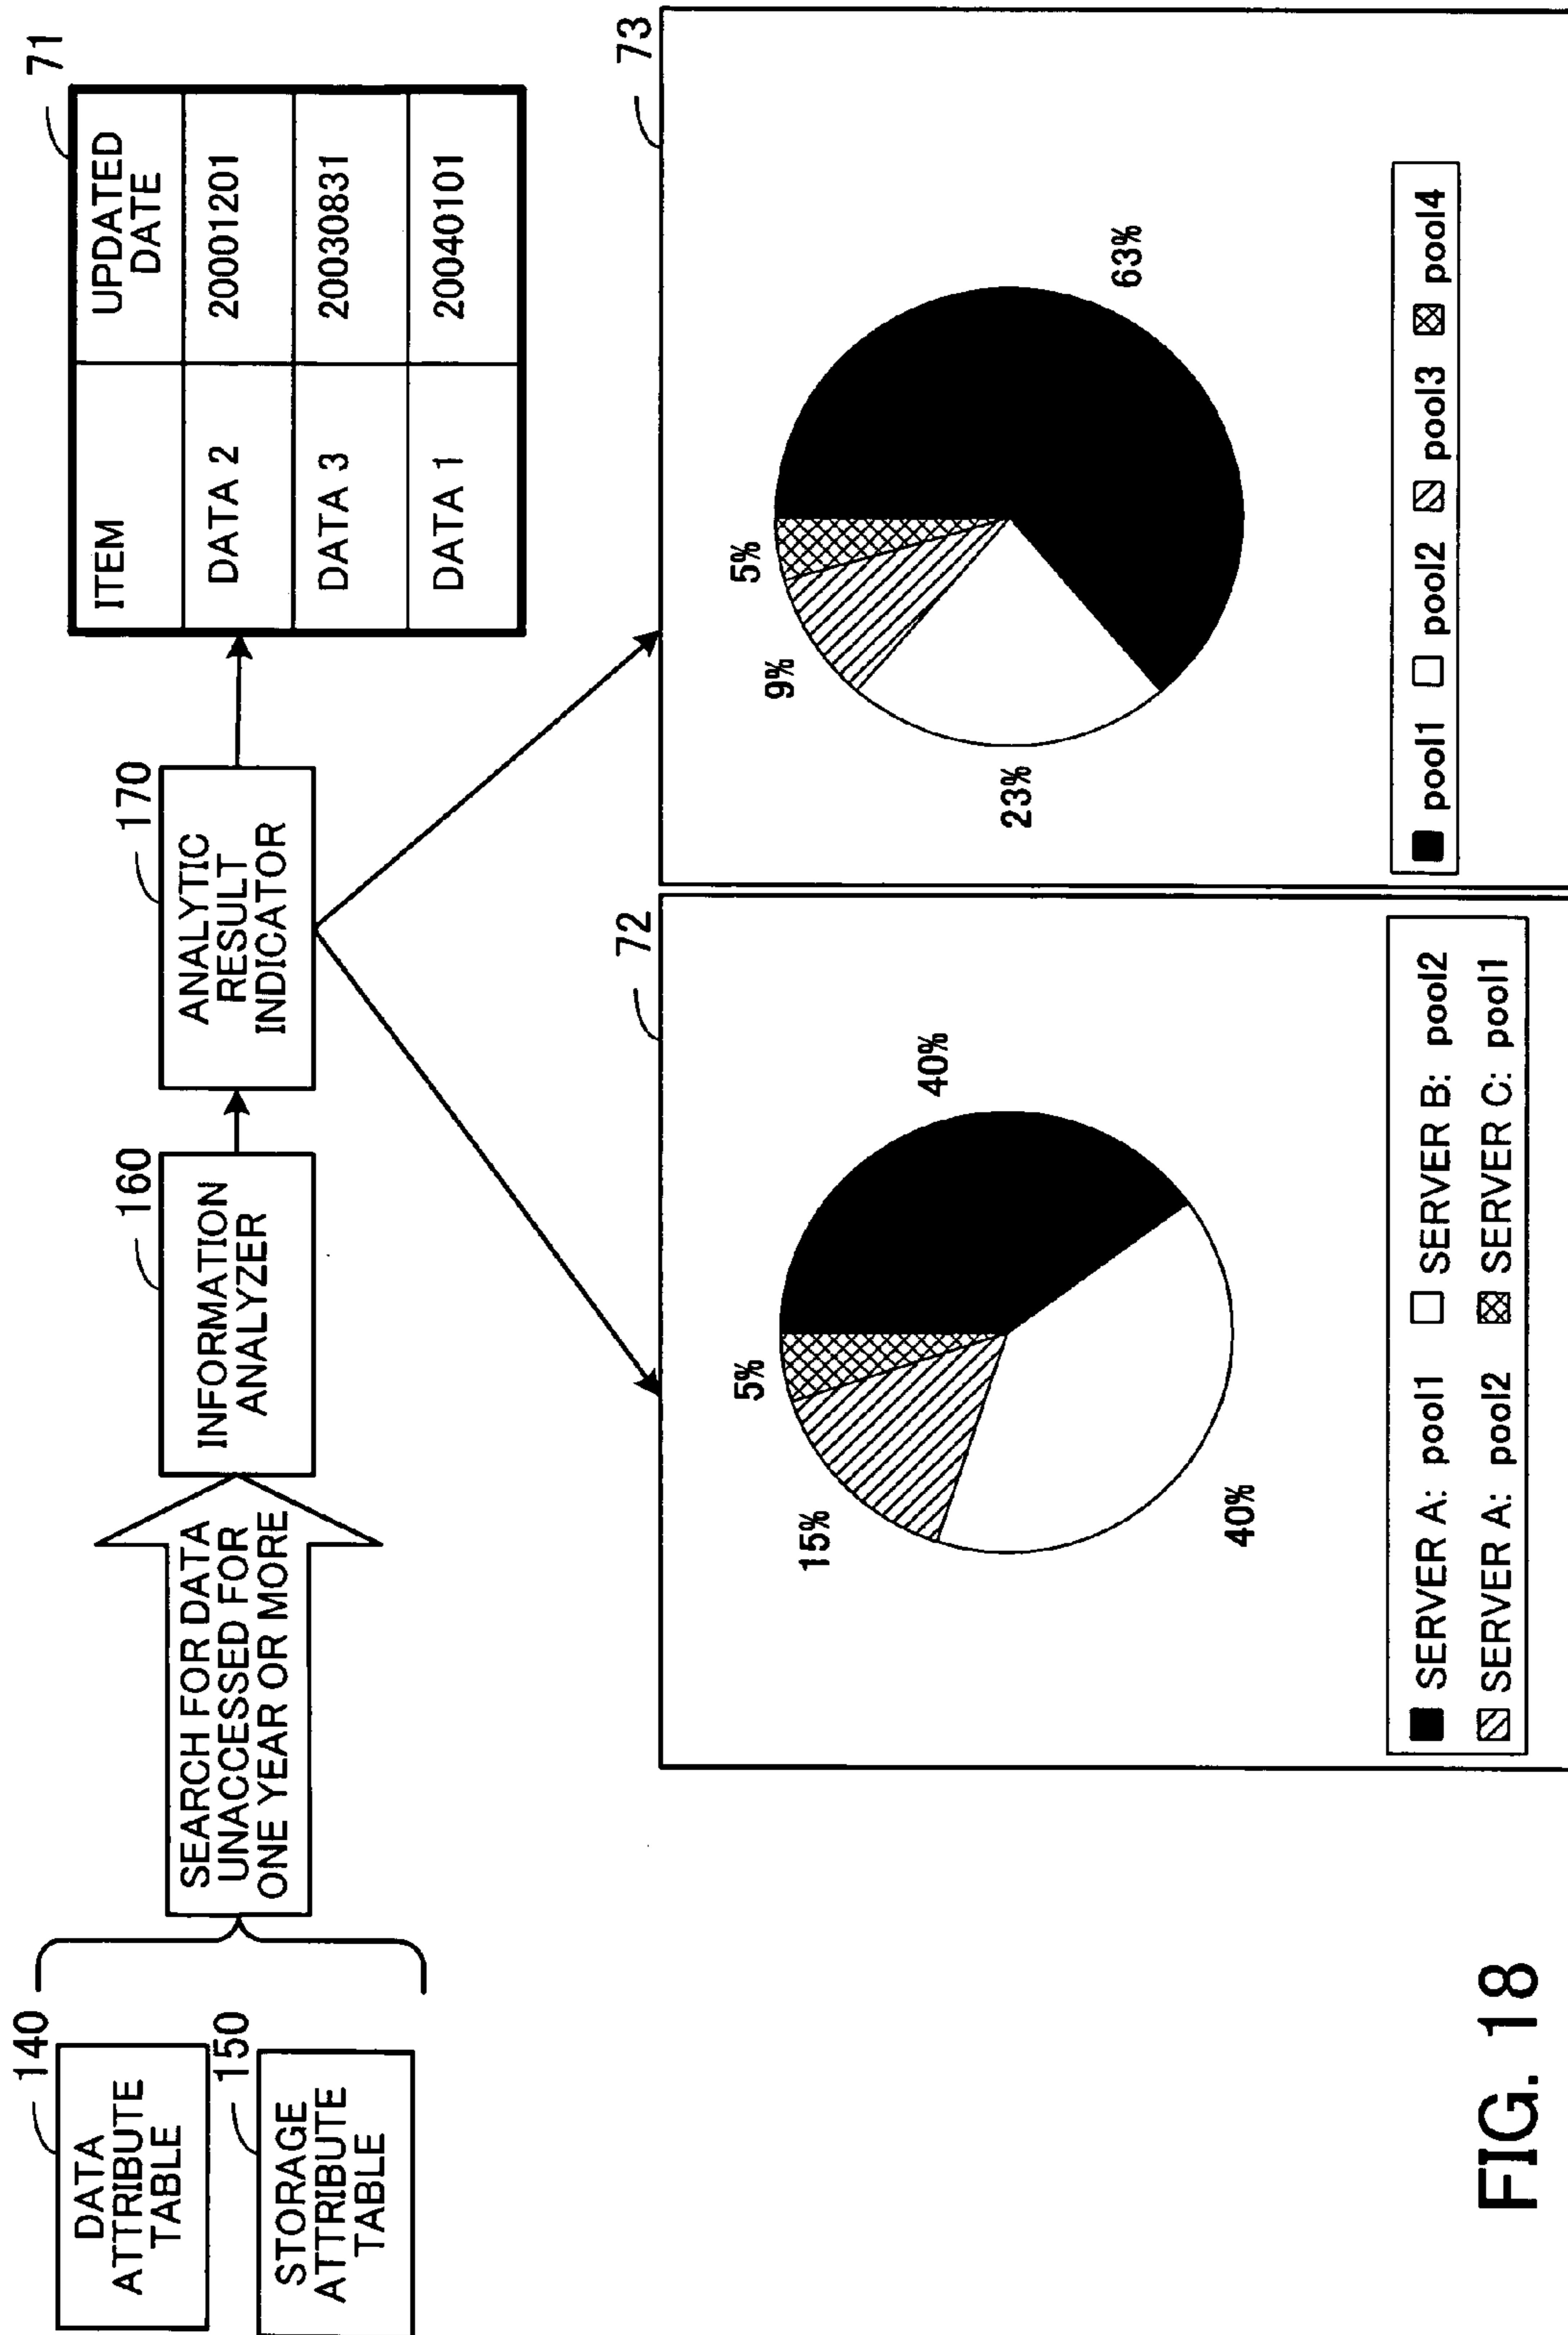 140
DATA
ATTRIBUTE
TABLE
150
STORAGE
ATTRIBUTE
TABLE
SEARCH FOR DATA
UNACCESSED FOR
ONE YEAR OR MORE
160
INFORMATION
ANALYZER
170
ANALYTIC
RESULT
INDICATOR
71
ITEM UPDATED DATE
DATA 2 20001201
DATA 3 20030831
DATA 1 20040101
72
5%
40%
15%
40%
SERVER A: pool1 SERVER B: pool2
SERVER A: pool2 SERVER C: pool1
73
5%
9%
63%
23%
pool1 pool2 pool3 pool4
FIG. 18